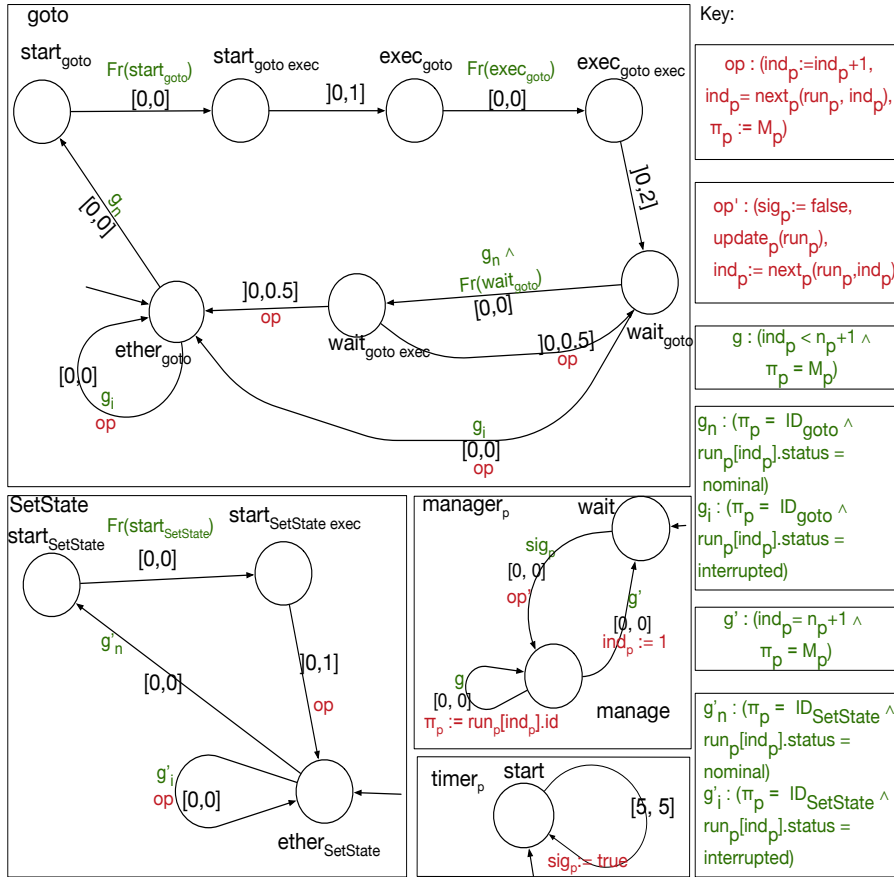 goto
start_goto
Fr(start_goto)
[0,0]
start_goto exec
]0,1]
exec_goto
Fr(exec_goto)
[0,0]
exec_goto exec
]0,2]
g_n
[0,0]
g_n ∧
Fr(wait_goto)
[0,0]
]0,0.5]
op
ether_goto
wait_goto exec
]0,0.5]
op
wait_goto
[0,0]
g_i
op
g_i
[0,0]
op
SetState
start_SetState
Fr(start_SetState)
[0,0]
start_SetState exec
g'_n
[0,0]
]0,1]
op
g'_i
op
[0,0]
ether_SetState
manager_p
wait
sig_p
[0, 0]
op'
g'
[0, 0]
ind_p := 1
g
[0, 0]
π_p := run_p[ind_p].id
manage
timer_p
start
[5, 5]
sig_p:= true
Key:
op : (ind_p:=ind_p+1,
ind_p= next_p(run_p, ind_p),
π_p := M_p)
op' : (sig_p:= false,
update_p(run_p),
ind_p:= next_p(run_p,ind_p)
g : (ind_p < n_p+1 ∧
π_p = M_p)
g_n : (π_p = ID_goto ∧
run_p[ind_p].status =
nominal)
g_i : (π_p = ID_goto ∧
run_p[ind_p].status =
interrupted)
g' : (ind_p= n_p+1 ∧
π_p = M_p)
g'_n : (π_p = ID_SetState ∧
run_p[ind_p].status =
nominal)
g'_i : (π_p = ID_SetState ∧
run_p[ind_p].status =
interrupted)